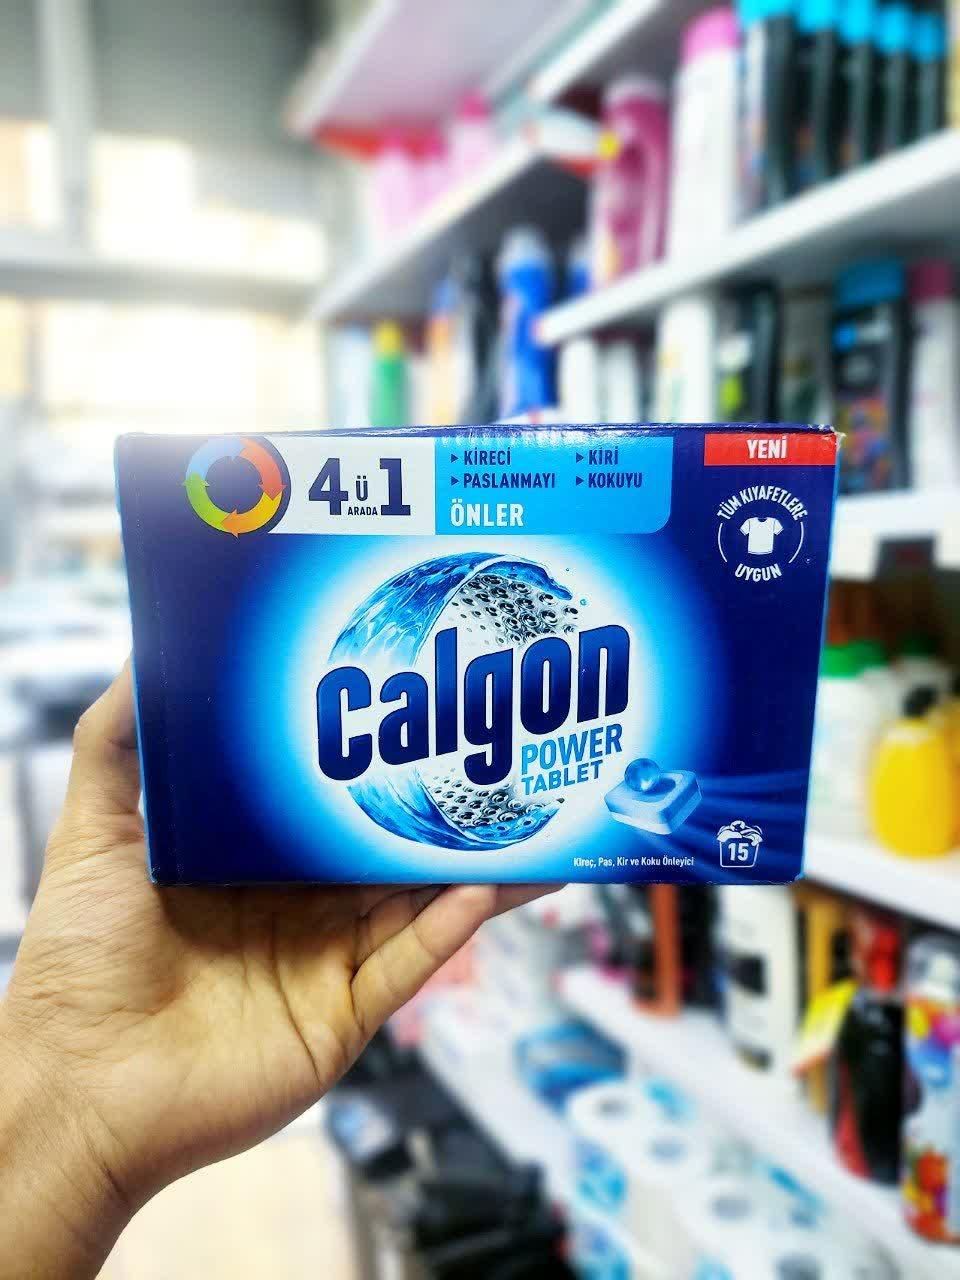 4 Ü ARADA 1
▸ KİRECİ ▸ KİRİ
▸ PASLANMAYI ▸ KOKUYU
ÖNLER
YENİ
TÜM KIYAFETLERE
UYGUN
Calgon
POWER
TABLET
15
Kireç, Pas, Kir ve Koku Önleyici